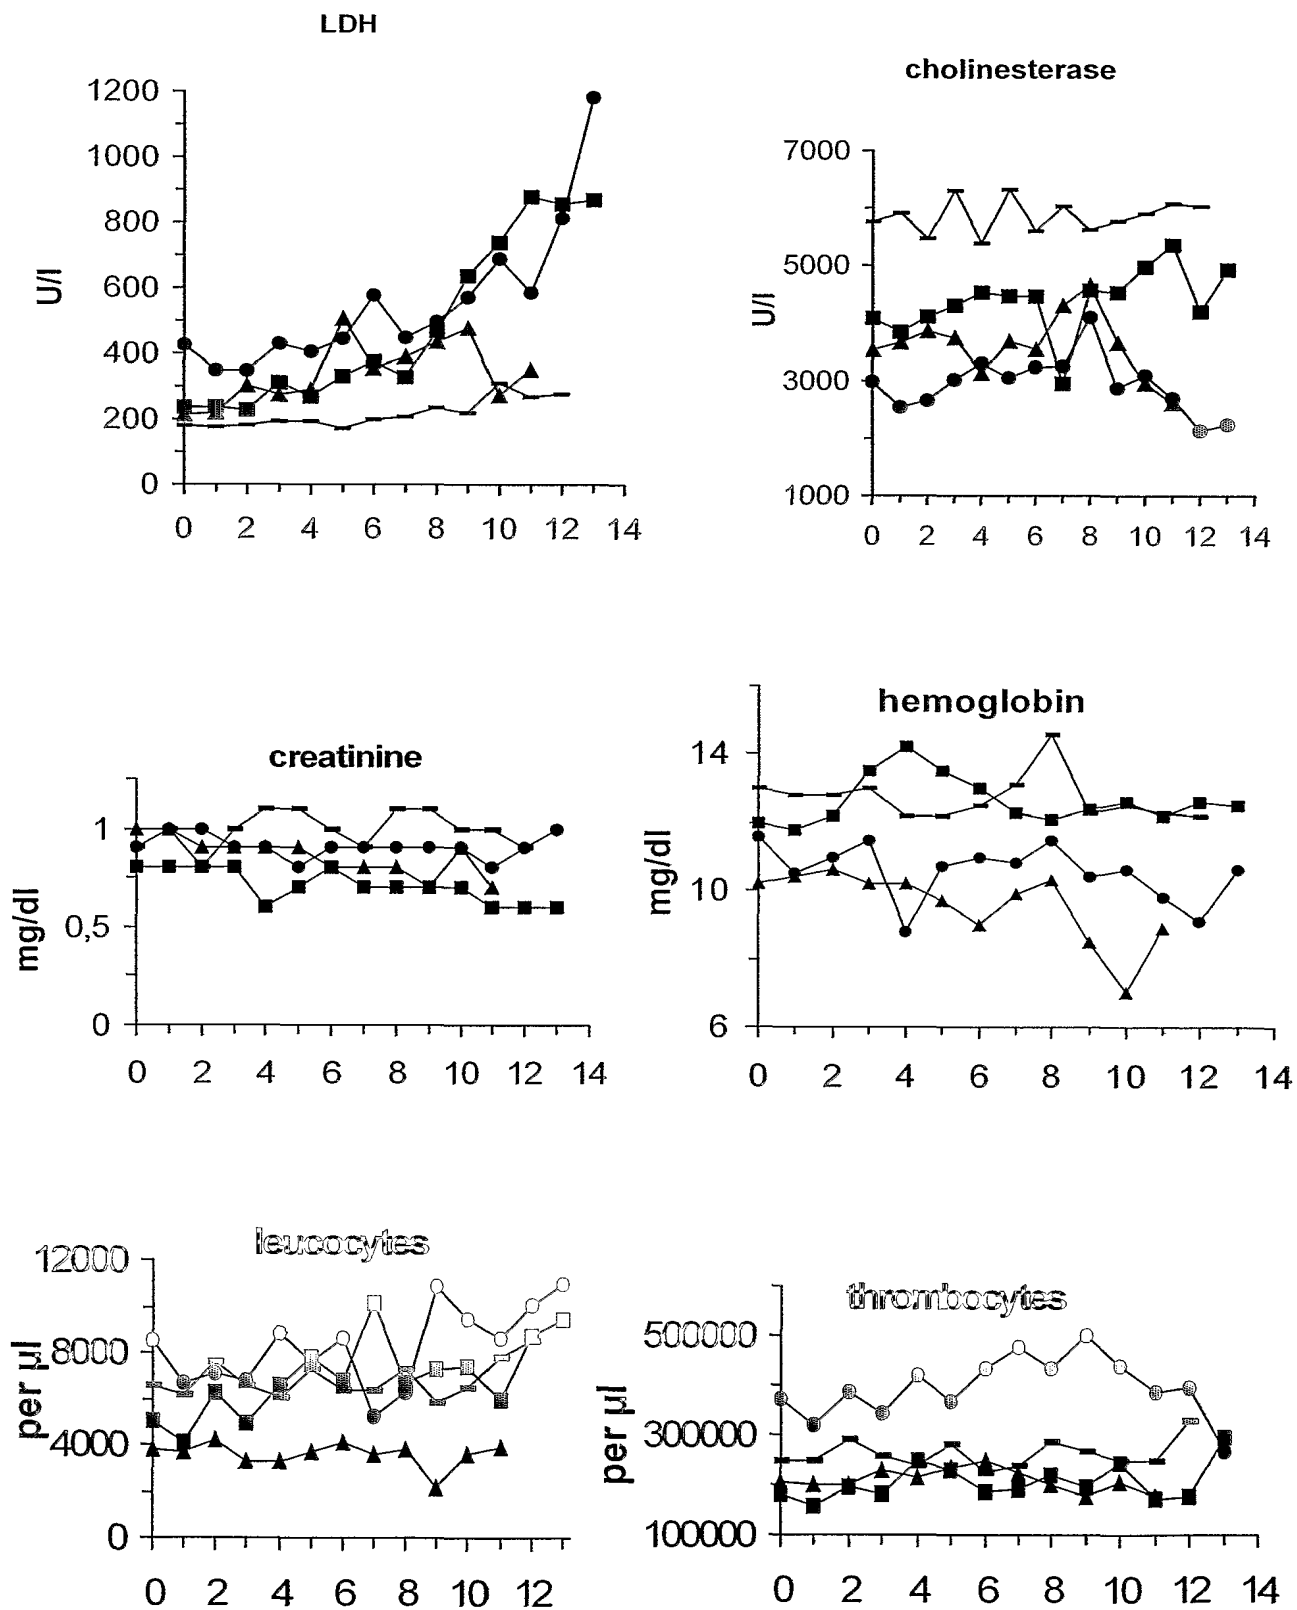 LDH
1200
1000
800
600
400
200
0
U/l
0 2 4 6 8 10 12 14
cholinesterase
7000
5000
3000
1000
U/l
0 2 4 6 8 10 12 14
creatinine
1
0,5
0
mg/dl
0 2 4 6 8 10 12 14
hemoglobin
14
10
6
mg/dl
0 2 4 6 8 10 12 14
leucocytes
12000
8000
4000
0
per µl
0 2 4 6 8 10 12
thrombocytes
500000
300000
100000
per µl
0 2 4 6 8 10 12 14